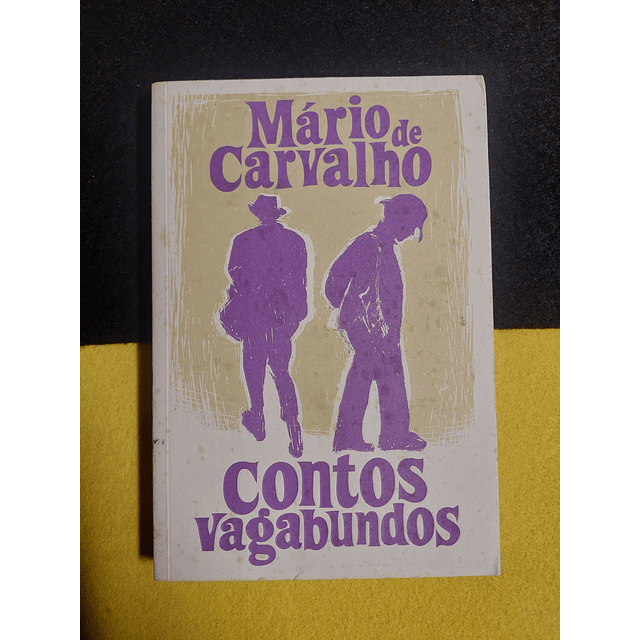 Mário de
Carvalho
Contos
vagabundos